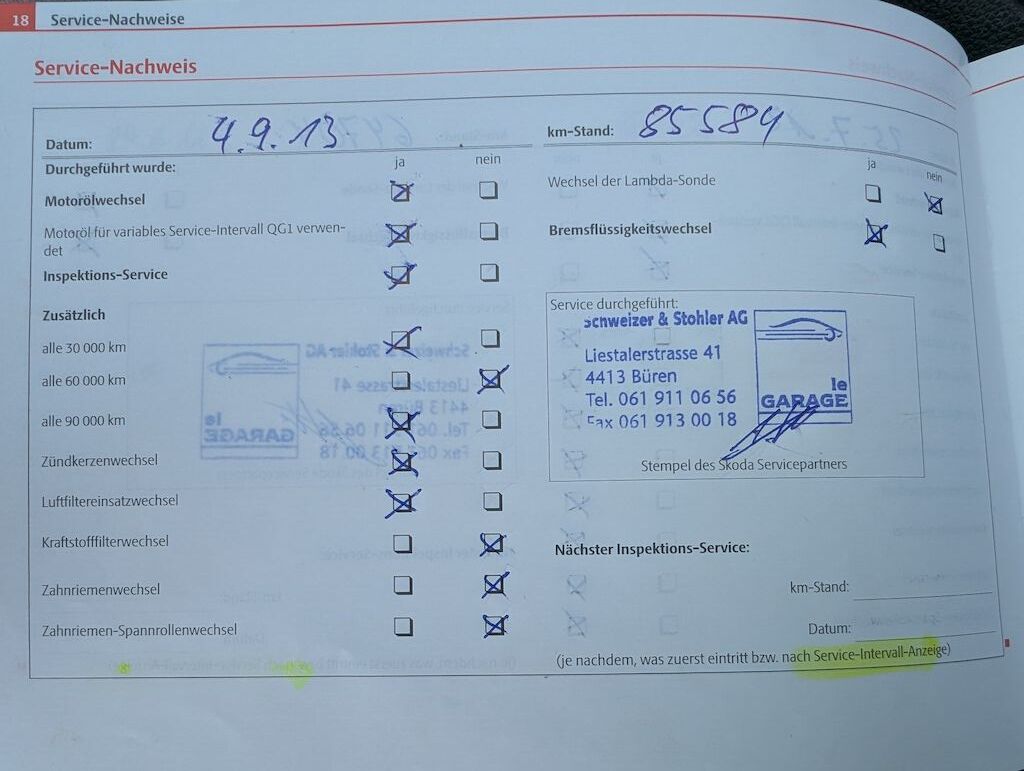 18 Service-Nachweise
Service-Nachweis
Datum: 4.9.13
Durchgeführt wurde: ja nein
Motorölwechsel
Motoröl für variables Service-Intervall QG1 verwen-
det
Inspektions-Service
Zusätzlich
alle 30 000 km
alle 60 000 km
alle 90 000 km
Zündkerzenwechsel
Luftfiltereinsatzwechsel
Kraftstofffilterwechsel
Zahnriemenwechsel
Zahnriemen-Spannrollenwechsel
km-Stand: 85584
ja nein
Wechsel der Lambda-Sonde
Bremsflüssigkeitswechsel
Service durchgeführt:
Schweizer & Stohler AG
Liestalerstrasse 41
4413 Büren
Tel. 061 911 06 56
Fax 061 913 00 18
le
GARAGE
Stempel des Skoda Servicepartners
Nächster Inspektions-Service:
km-Stand:
Datum:
(je nachdem, was zuerst eintritt bzw. nach Service-Intervall-Anzeige)